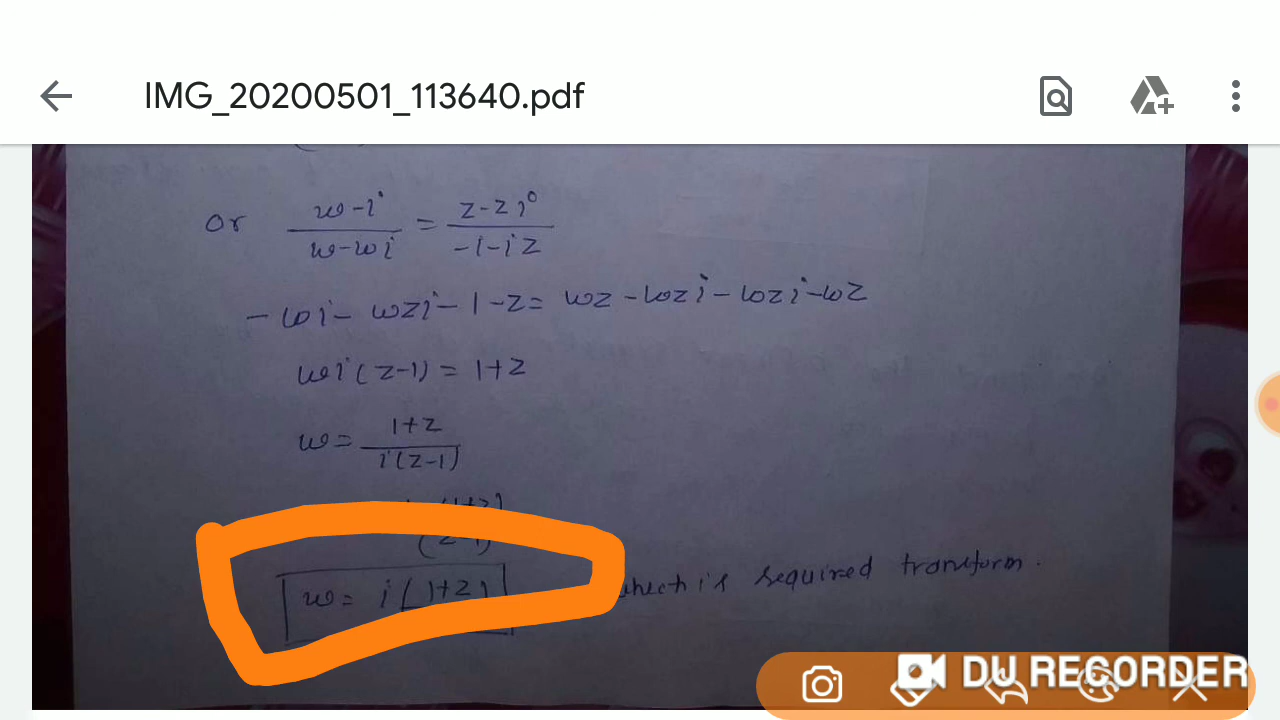 IMG_20200501_113640.pdf
or w-i / w-wi = z-zi / -1-iz
- wi - wzi - 1 - z = wz - wzi - wzi - wz
wi(z-1) = 1+z
w = 1+z / i(z-1)
(1+z)
w = i(1+z) which is required transform.
DU RECORDER